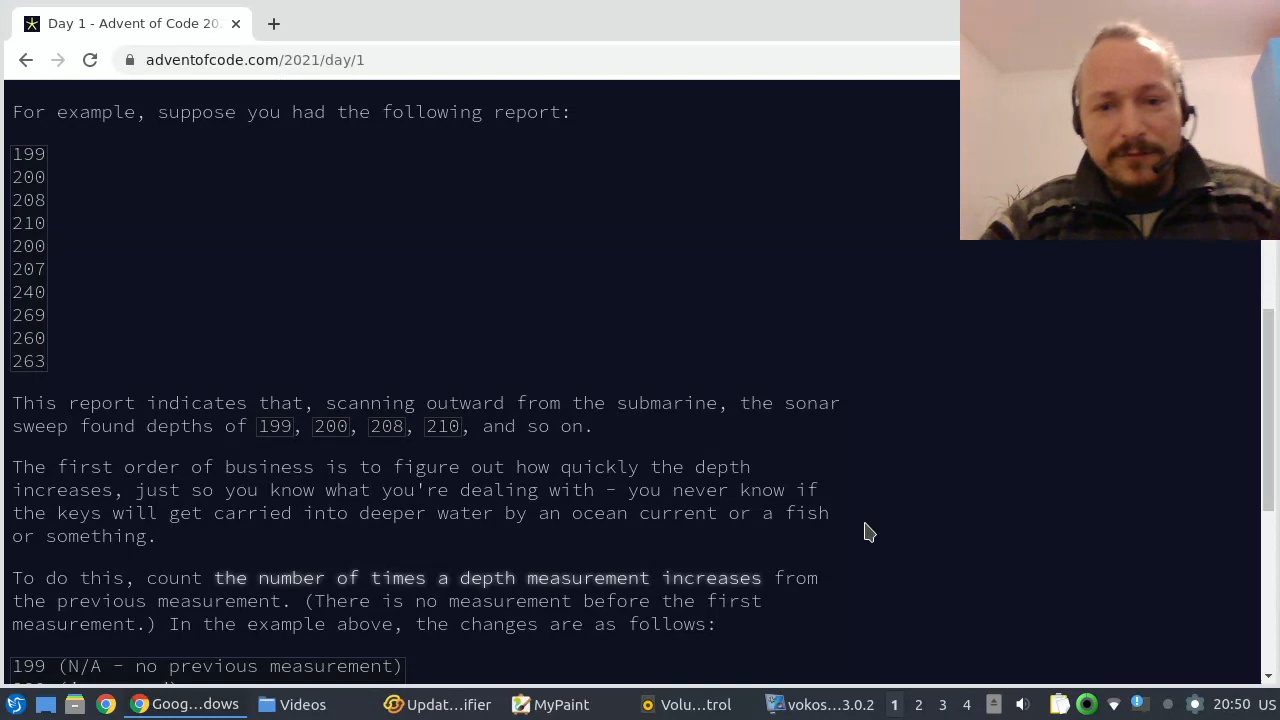 Day 1 - Advent of Code 20
adventofcode.com/2021/day/1
For example, suppose you had the following report:
199
200
208
210
200
207
240
269
260
263
This report indicates that, scanning outward from the submarine, the sonar
sweep found depths of 199, 200, 208, 210, and so on.
The first order of business is to figure out how quickly the depth
increases, just so you know what you're dealing with - you never know if
the keys will get carried into deeper water by an ocean current or a fish
or something.
To do this, count the number of times a depth measurement increases from
the previous measurement. (There is no measurement before the first
measurement.) In the example above, the changes are as follows:
199 (N/A - no previous measurement)
Goog...dows Videos Updat...ifier MyPaint Volu...trol vokos...3.0.2 1 2 3 4 20:50 US